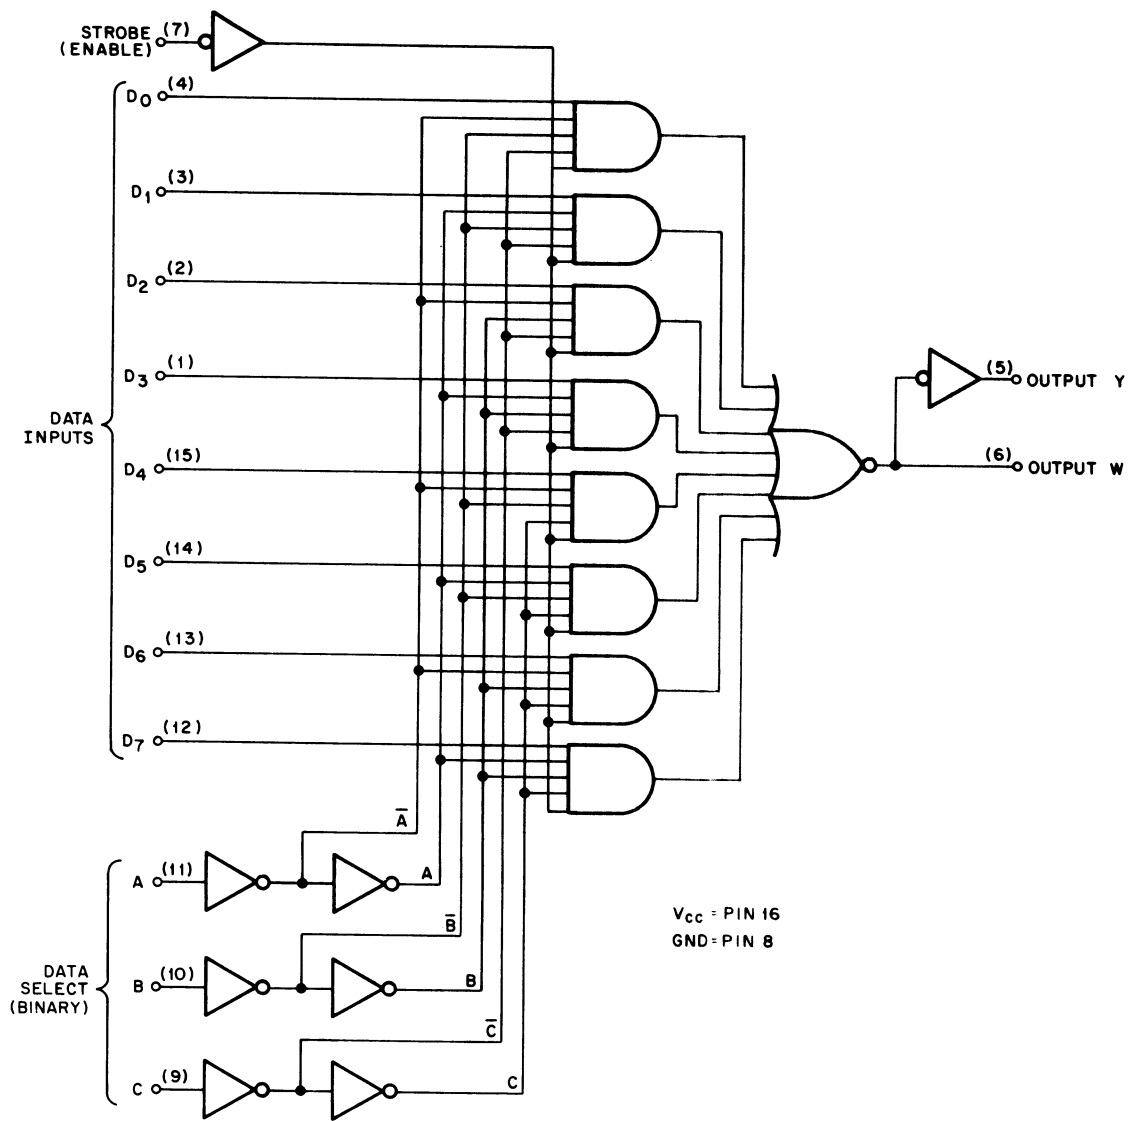 STROBE (7)
(ENABLE)
D0 (4)
D1 (3)
D2 (2)
D3 (1)
DATA
INPUTS
D4 (15)
D5 (14)
D6 (13)
D7 (12)
(5) OUTPUT Y
(6) OUTPUT W
A̅
A (11)
A
B̅
DATA
SELECT
(BINARY)
B (10)
B
C̅
C (9)
C
VCC = PIN 16
GND = PIN 8